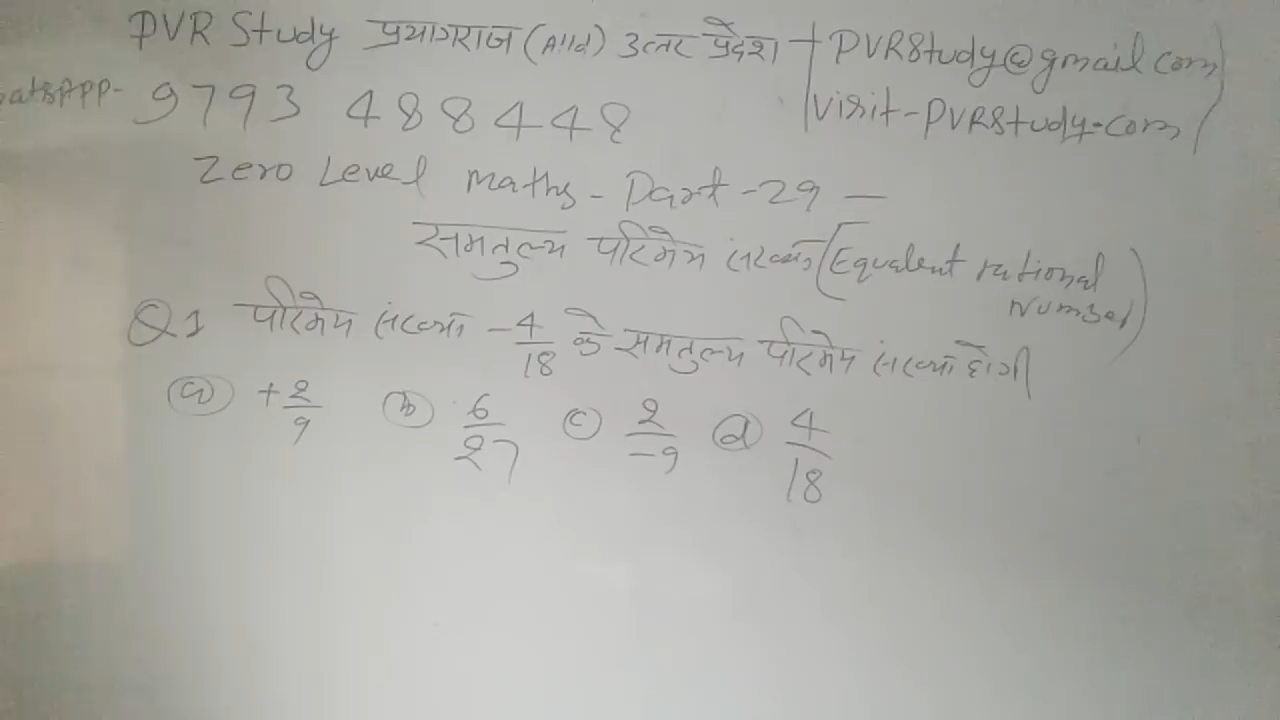 PVR Study प्रयागराज (Alld) उत्तर प्रदेश PVRStudy@gmail com
WhatsAPP- 9793 488448 Visit-PVRStudy.com
Zero Level Maths - Part -29 —
समतुल्य परिमेय संख्या (Equalent rational Number)
Q1 परिमेय संख्या -4/18 के समतुल्य परिमेय संख्या होगी
(a) +2/9 (b) 6/27 (c) 2/-9 (d) 4/18